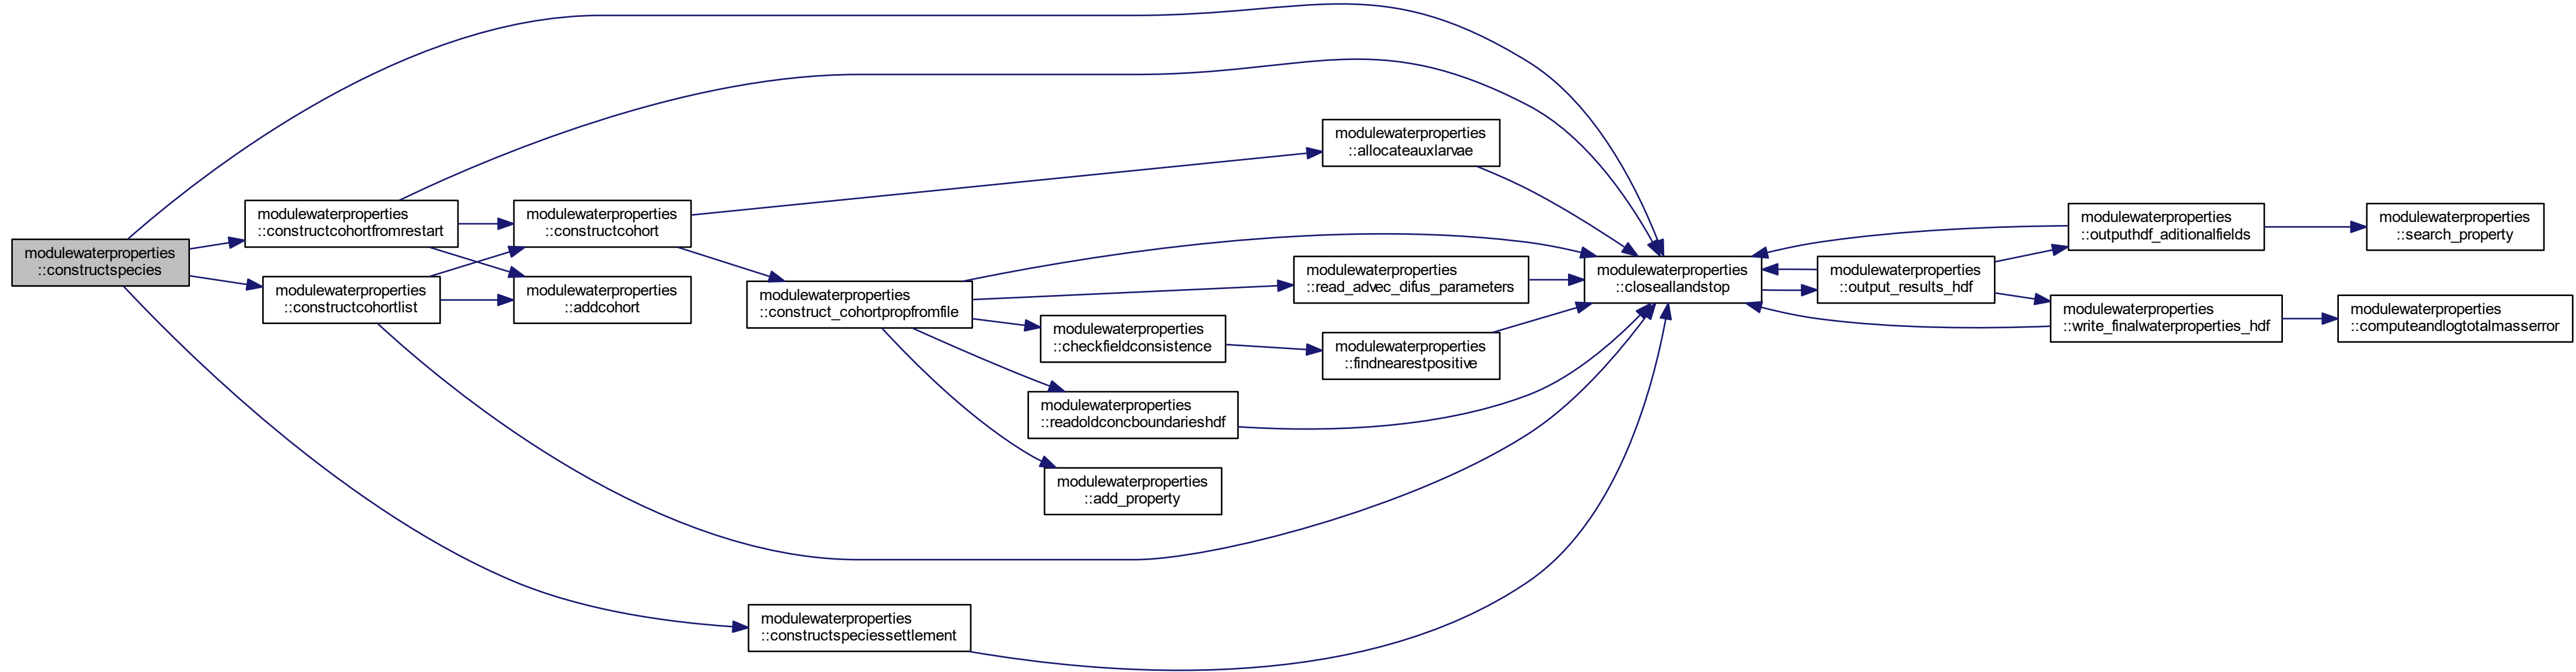 modulewaterproperties
::constructspecies
modulewaterproperties
::constructcohortfromrestart
modulewaterproperties
::constructcohortlist
modulewaterproperties
::constructcohort
modulewaterproperties
::addcohort
modulewaterproperties
::construct_cohortpropfromfile
modulewaterproperties
::constructspeciessettlement
modulewaterproperties
::allocateauxlarvae
modulewaterproperties
::read_advec_difus_parameters
modulewaterproperties
::checkfieldconsistence
modulewaterproperties
::findnearestpositive
modulewaterproperties
::readoldconcboundarieshdf
modulewaterproperties
::add_property
modulewaterproperties
::closeallandstop
modulewaterproperties
::output_results_hdf
modulewaterproperties
::outputhdf_aditionalfields
modulewaterproperties
::write_finalwaterproperties_hdf
modulewaterproperties
::search_property
modulewaterproperties
::computeandlogtotalmasserror